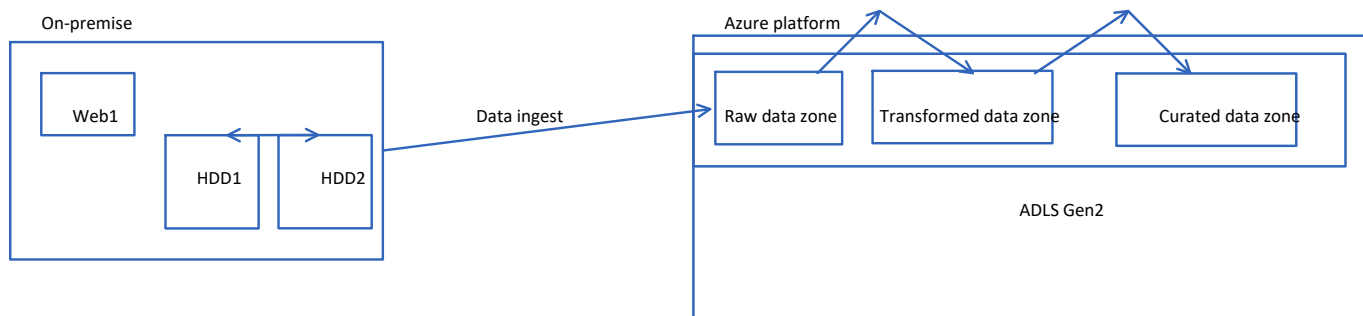 On-premise
Azure platform
Web1
Data ingest
Raw data zone
Transformed data zone
Curated data zone
HDD1
HDD2
ADLS Gen2